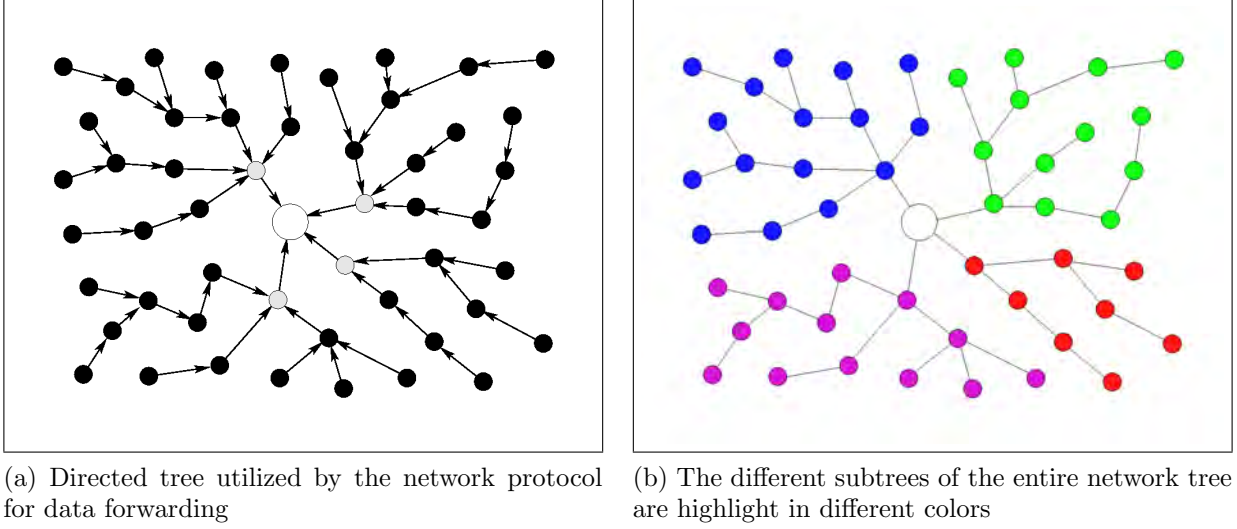 (a) Directed tree utilized by the network protocol
for data forwarding
(b) The different subtrees of the entire network tree
are highlight in different colors